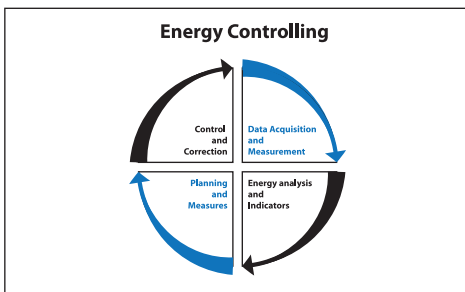 Energy Controlling
Control
and
Correction
Data Acquisition
and
Measurement
Planning
and
Measures
Energy analysis
and
Indicators